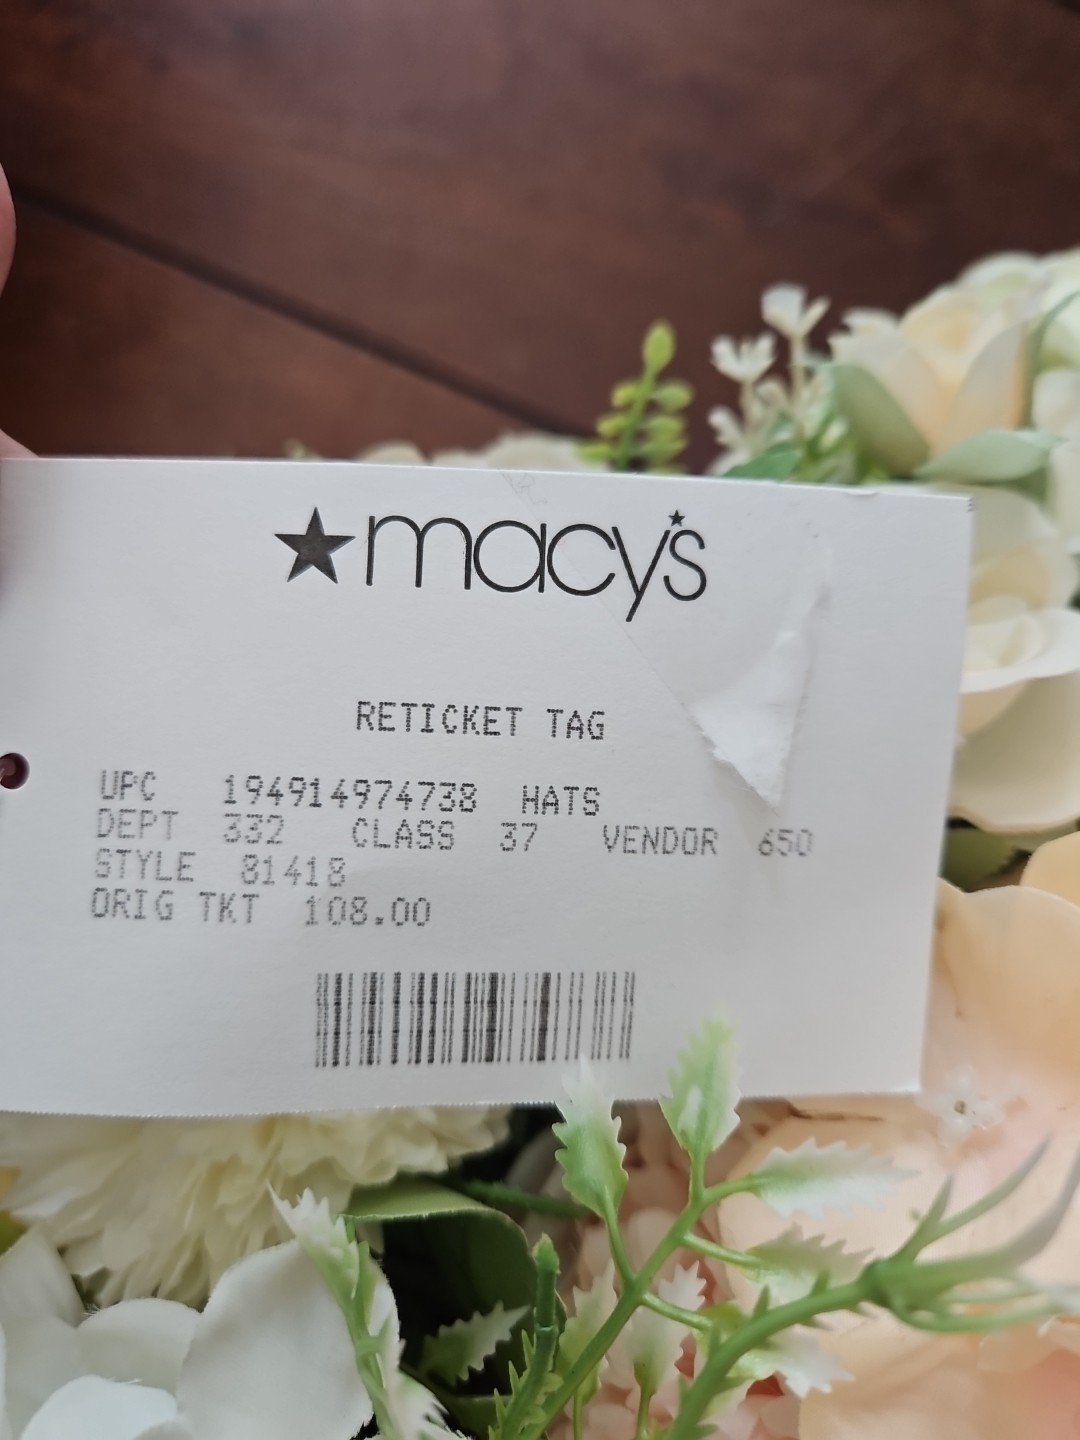 ★macy's
RETICKET TAG
UPC 194914974738 HATS
DEPT 332 CLASS 37 VENDOR 650
STYLE 81418
ORIG TKT 108.00